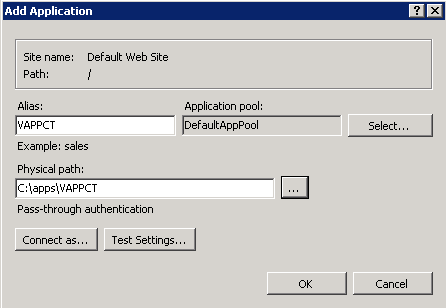 Add Application
Site name: Default Web Site
Path: /
Alias: Application pool:
VAPPCT DefaultAppPool Select...
Example: sales
Physical path:
C:\apps\VAPPCT ...
Pass-through authentication
Connect as... Test Settings...
OK Cancel